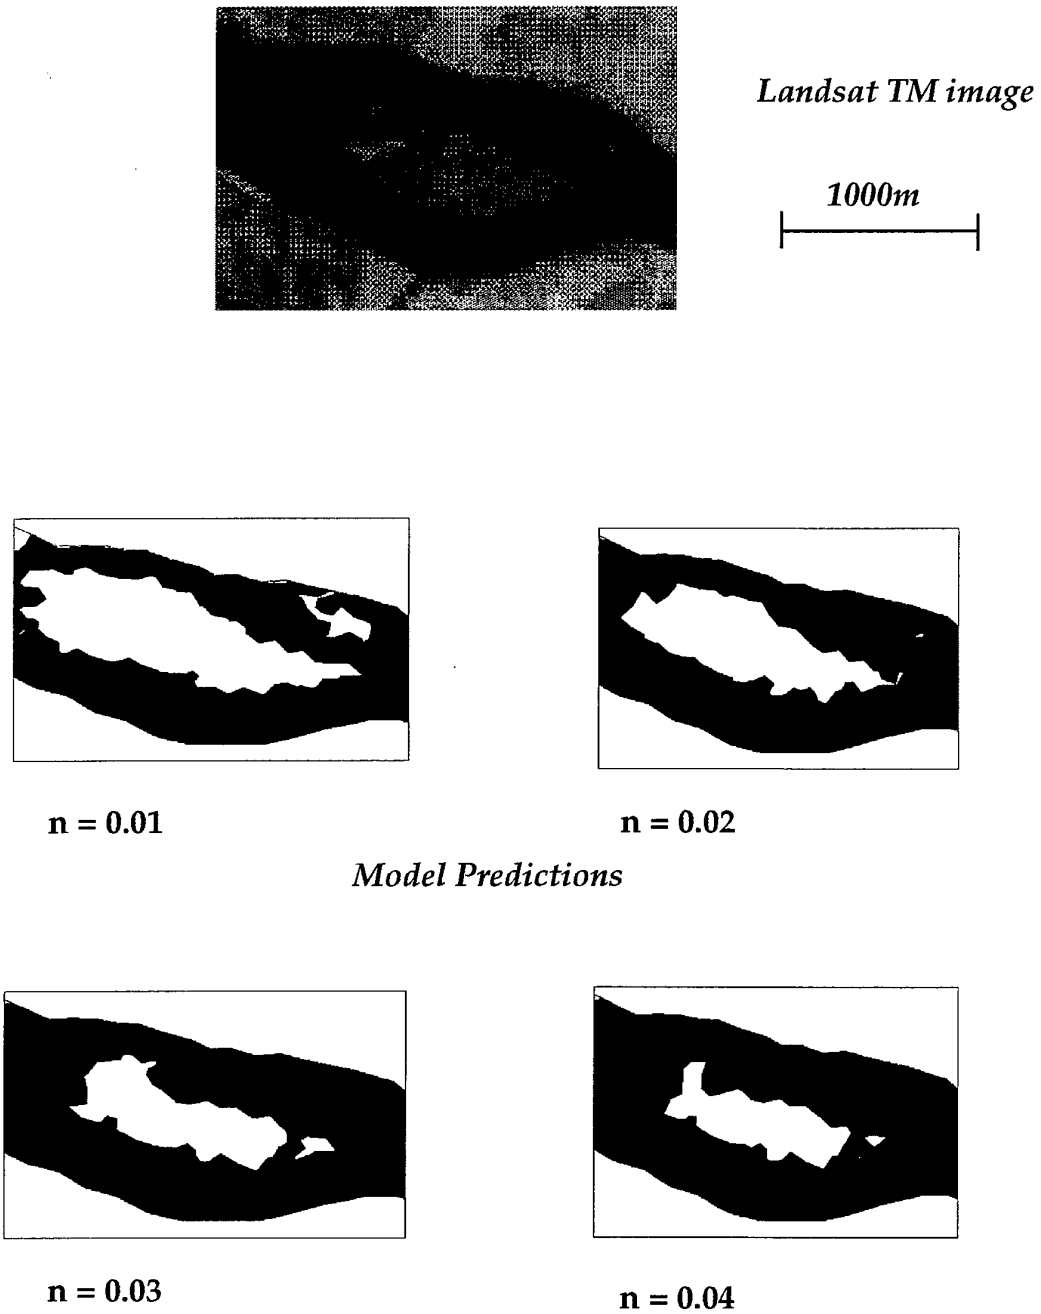 Landsat TM image
1000m
n = 0.01
n = 0.02
Model Predictions
n = 0.03
n = 0.04